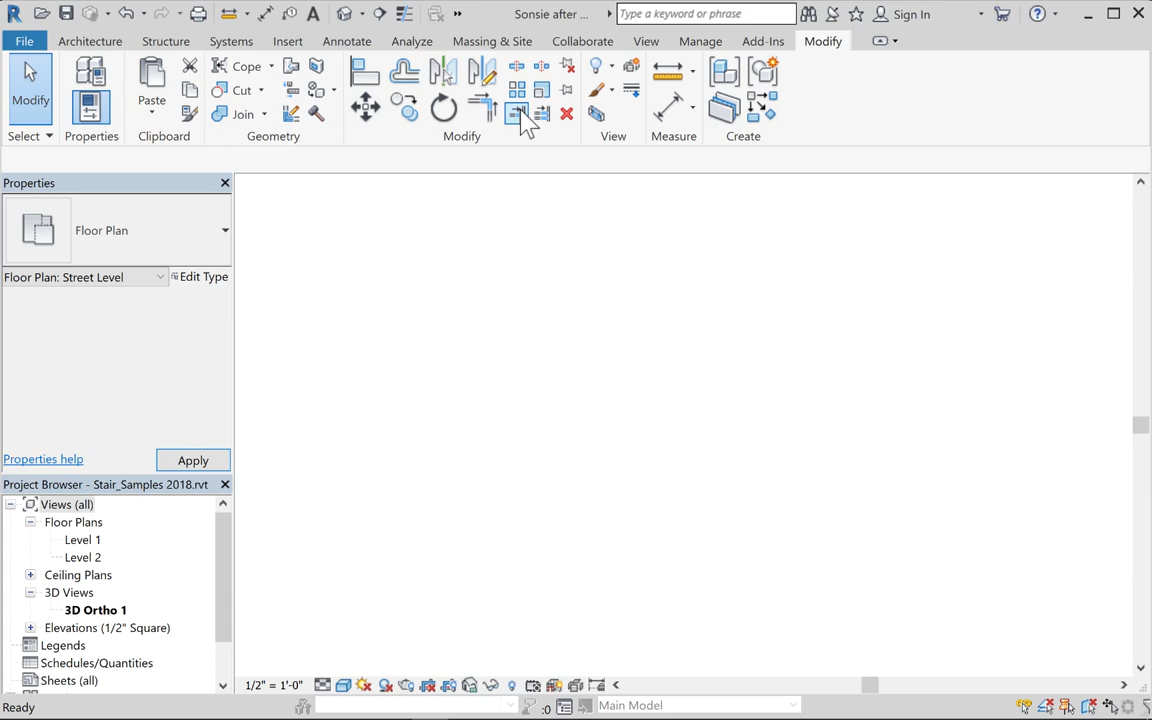 Sonsie after ...
Type a keyword or phrase
Sign In
File
Architecture
Structure
Systems
Insert
Annotate
Analyze
Massing & Site
Collaborate
View
Manage
Add-Ins
Modify
Modify
Paste
Cope
Cut
Join
Select
Properties
Clipboard
Geometry
Modify
View
Measure
Create
Properties
Floor Plan
Floor Plan: Street Level
Edit Type
Properties help
Apply
Project Browser - Stair_Samples 2018.rvt
Views (all)
Floor Plans
Level 1
Level 2
Ceiling Plans
3D Views
3D Ortho 1
Elevations (1/2" Square)
Legends
Schedules/Quantities
Sheets (all)
1/2" = 1'-0"
Ready
:0
Main Model